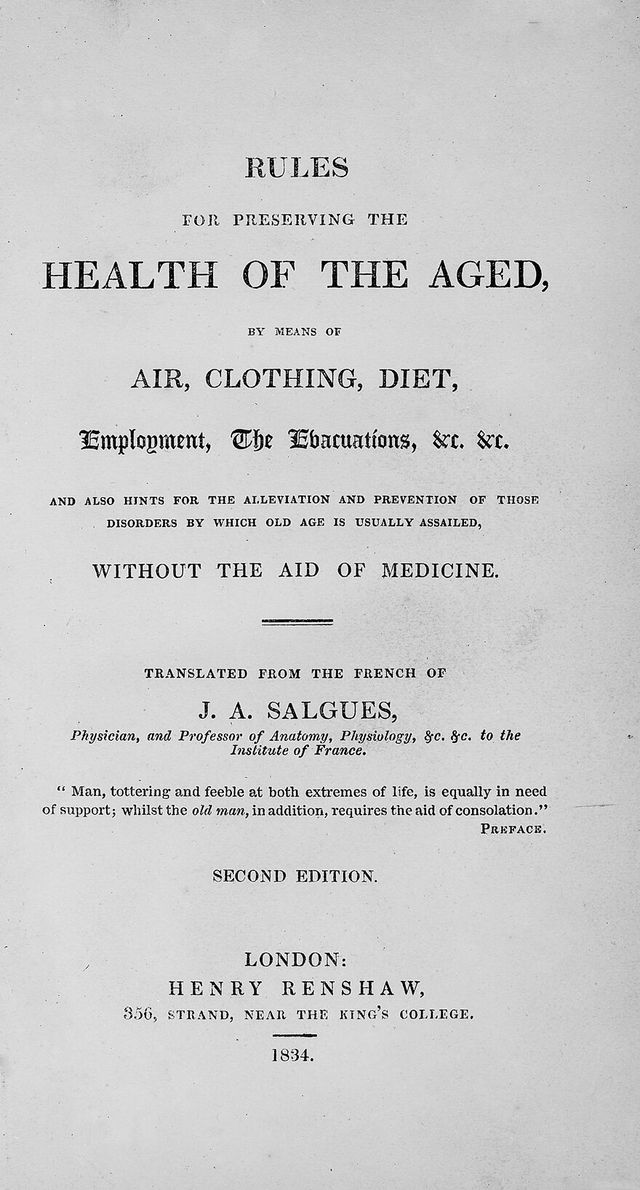 RULES
FOR PRESERVING THE
HEALTH OF THE AGED,
BY MEANS OF
AIR, CLOTHING, DIET,
Employment, The Evacuations, &c. &c.
AND ALSO HINTS FOR THE ALLEVIATION AND PREVENTION OF THOSE
DISORDERS BY WHICH OLD AGE IS USUALLY ASSAILED,
WITHOUT THE AID OF MEDICINE.
TRANSLATED FROM THE FRENCH OF
J. A. SALGUES,
Physician, and Professor of Anatomy, Physiology, &c. &c. to the
Institute of France.
“ Man, tottering and feeble at both extremes of life, is equally in need
of support; whilst the old man, in addition, requires the aid of consolation.”
PREFACE.
SECOND EDITION.
LONDON:
HENRY RENSHAW,
356, STRAND, NEAR THE KING'S COLLEGE.
1834.